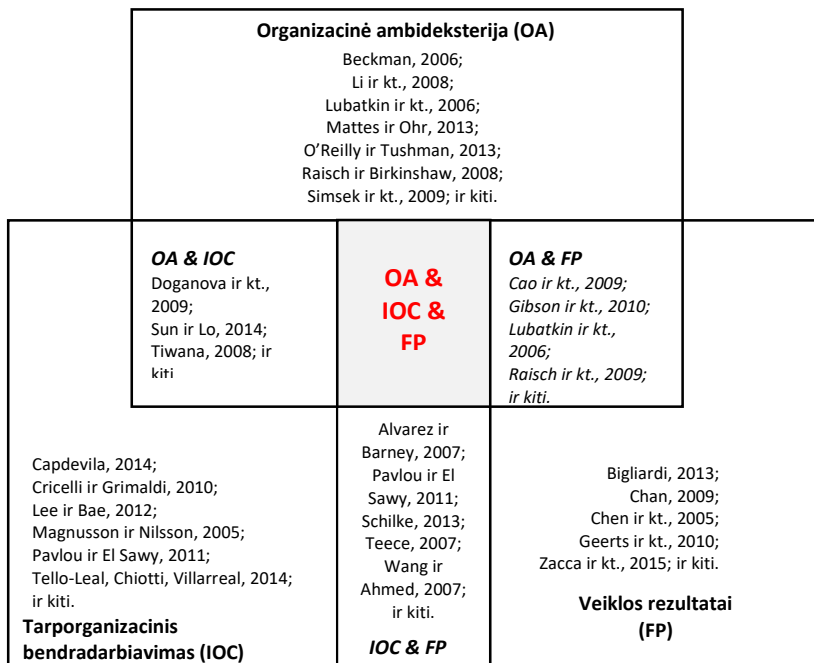 Organizacinė ambideksterija (OA)
Beckman, 2006;
Li ir kt., 2008;
Lubatkin ir kt., 2006;
Mattes ir Ohr, 2013;
O’Reilly ir Tushman, 2013;
Raisch ir Birkinshaw, 2008;
Simsek ir kt., 2009; ir kiti.
OA & IOC
Doganova ir kt.,
2009;
Sun ir Lo, 2014;
Tiwana, 2008; ir
kiti
OA &
IOC &
FP
OA & FP
Cao ir kt., 2009;
Gibson ir kt., 2010;
Lubatkin ir kt.,
2006;
Raisch ir kt., 2009;
ir kiti.
Capdevila, 2014;
Cricelli ir Grimaldi, 2010;
Lee ir Bae, 2012;
Magnusson ir Nilsson, 2005;
Pavlou ir El Sawy, 2011;
Tello-Leal, Chiotti, Villarreal, 2014;
ir kiti.
Tarporganizacinis
bendradarbiavimas (IOC)
Alvarez ir
Barney, 2007;
Pavlou ir El
Sawy, 2011;
Schilke, 2013;
Teece, 2007;
Wang ir
Ahmed, 2007;
ir kiti.
IOC & FP
Bigliardi, 2013;
Chan, 2009;
Chen ir kt., 2005;
Geerts ir kt., 2010;
Zacca ir kt., 2015; ir kiti.
Veiklos rezultatai
(FP)